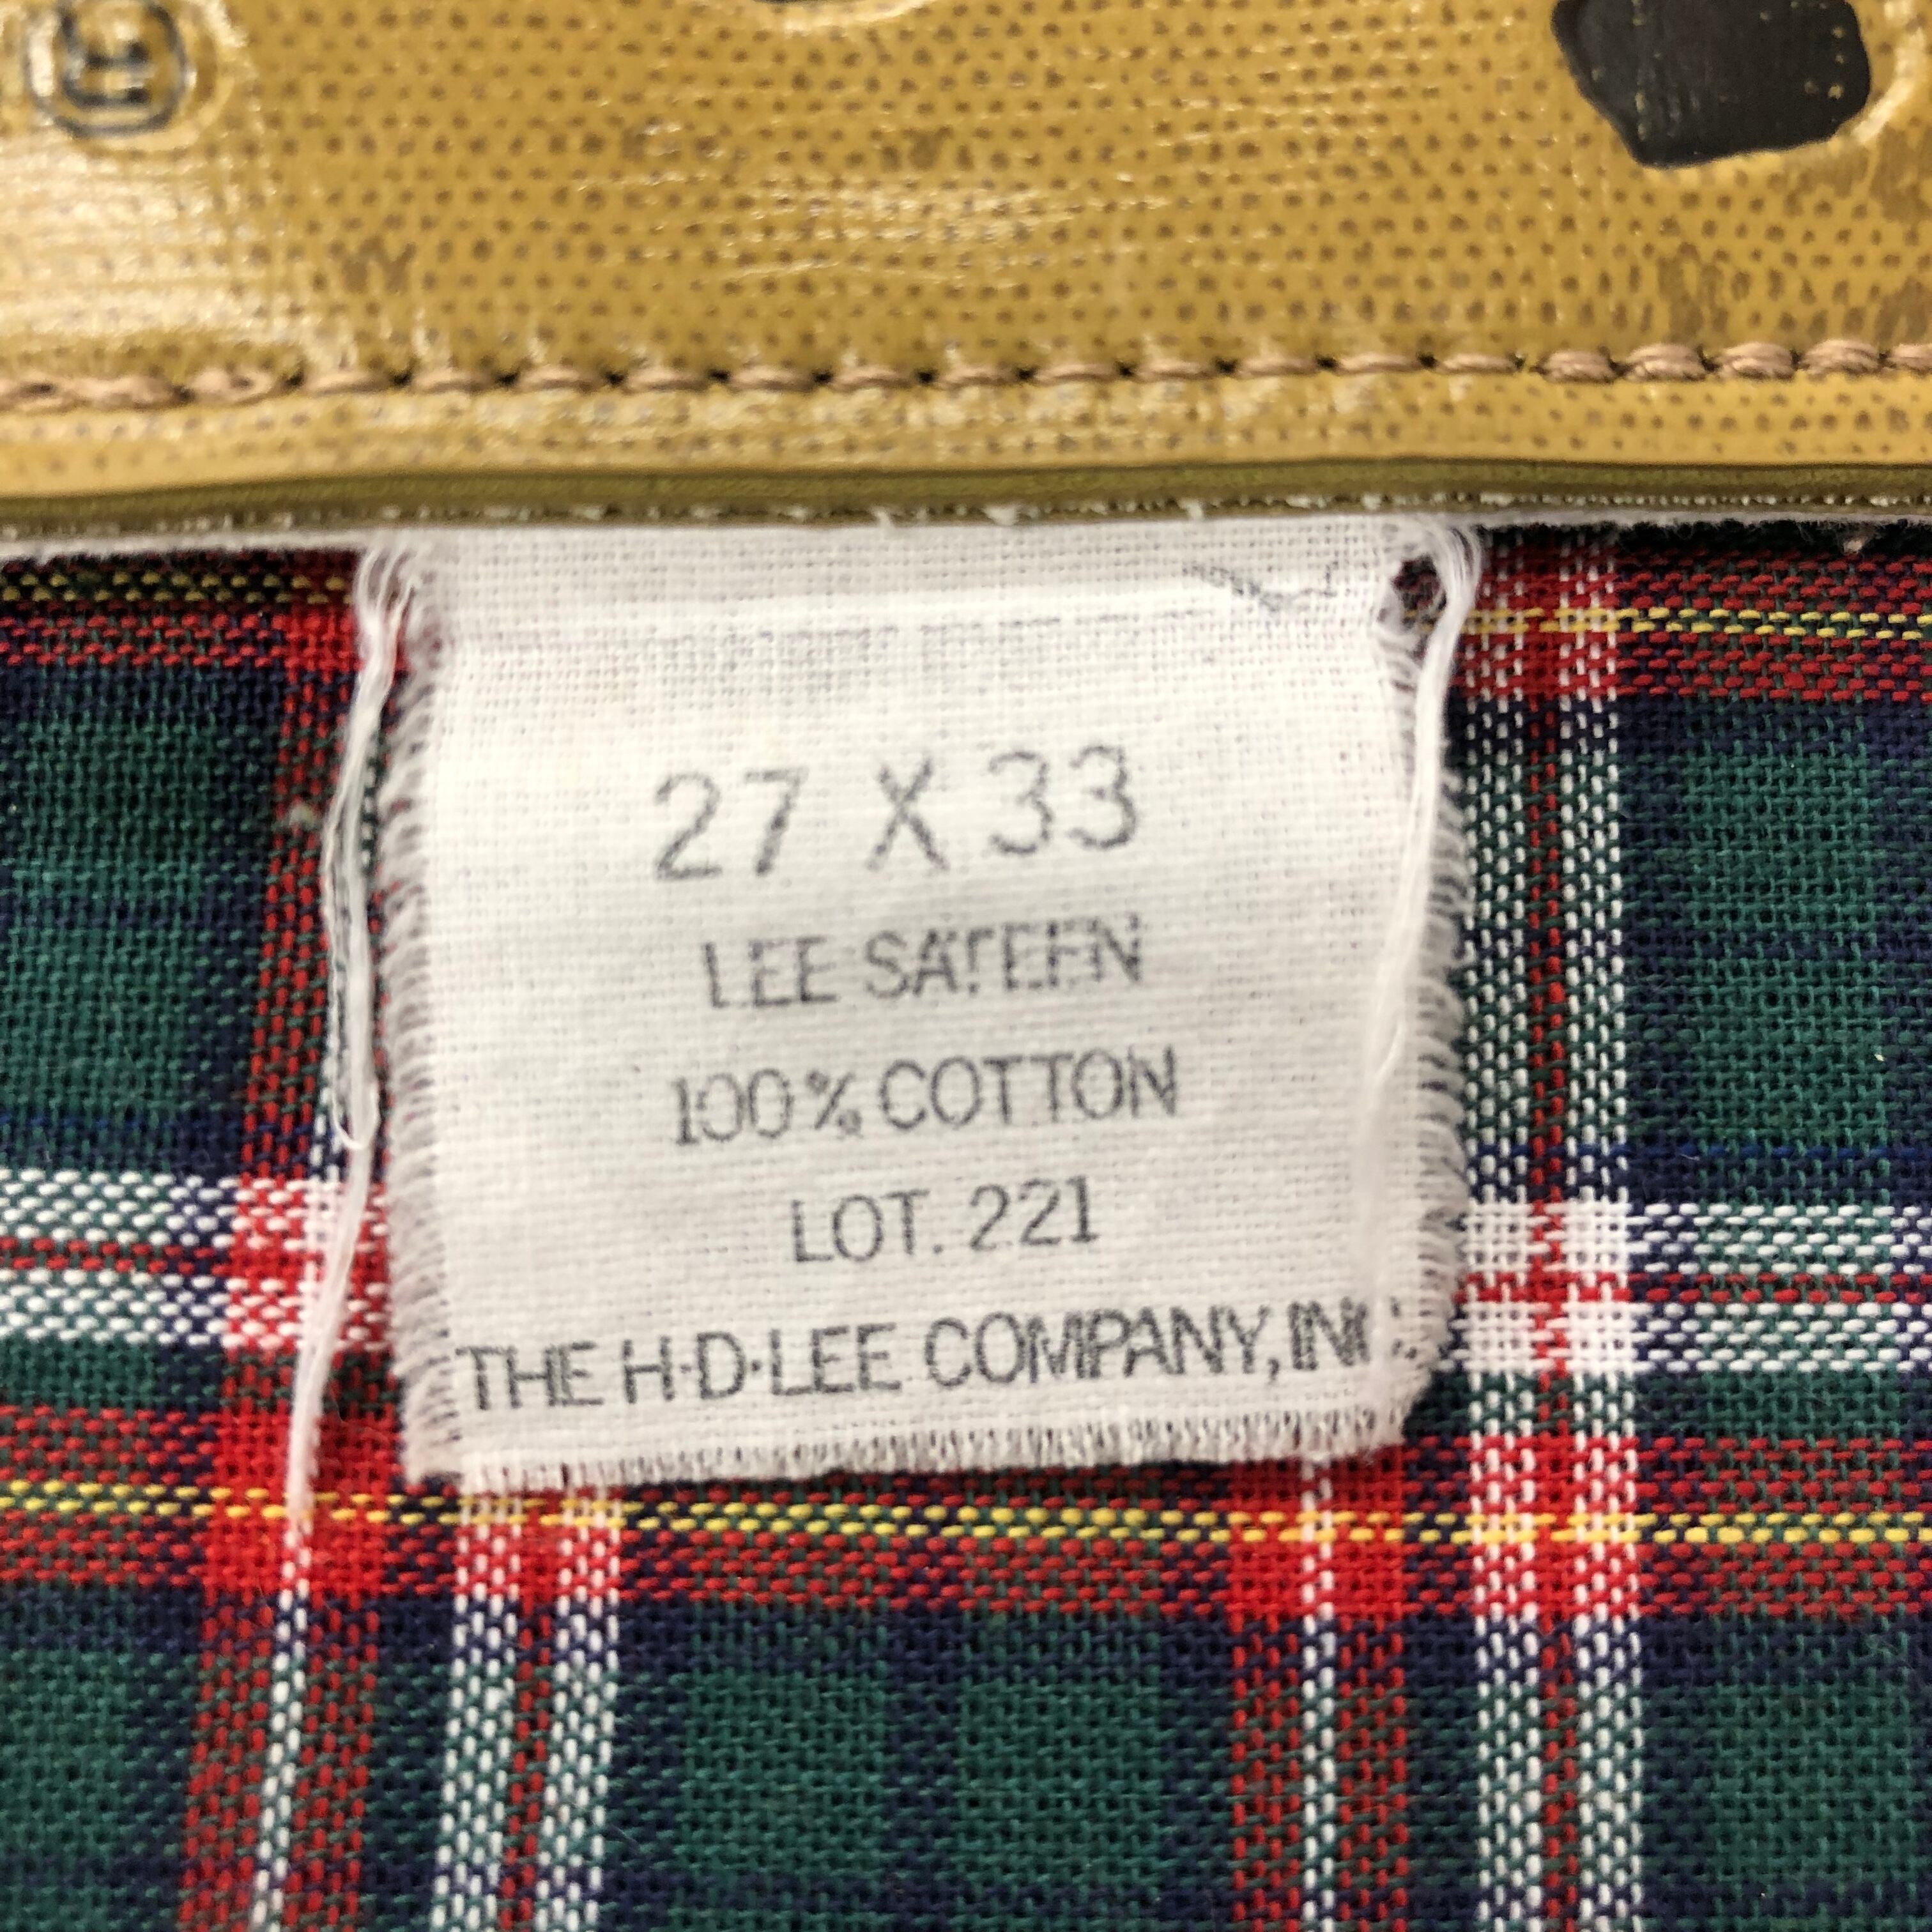 27 X 33
LEE SATEEN
100% COTTON
LOT. 221
THE H·D·LEE COMPANY, INC